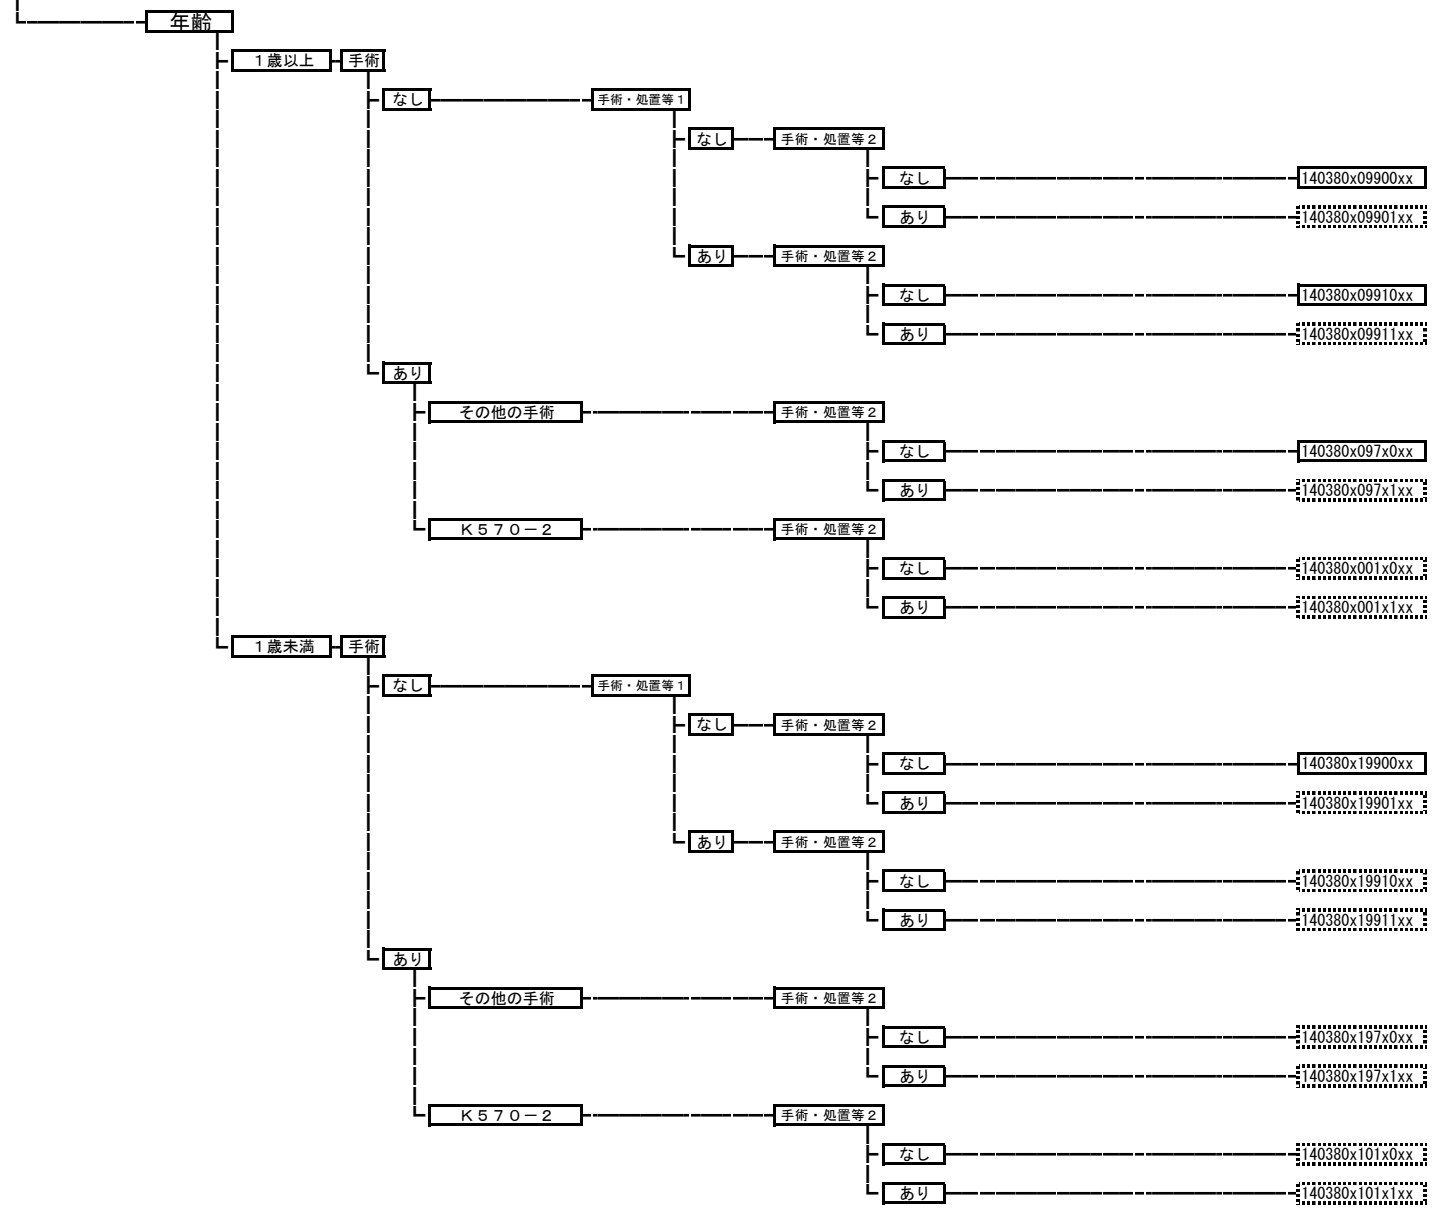 年齢
１歳以上 手術
なし 手術・処置等１
なし 手術・処置等２
なし 140380x09900xx
あり 140380x09901xx
あり 手術・処置等２
なし 140380x09910xx
あり 140380x09911xx
あり
その他の手術 手術・処置等２
なし 140380x097x0xx
あり 140380x097x1xx
Ｋ５７０－２ 手術・処置等２
なし 140380x001x0xx
あり 140380x001x1xx
１歳未満 手術
なし 手術・処置等１
なし 手術・処置等２
なし 140380x19900xx
あり 140380x19901xx
あり 手術・処置等２
なし 140380x19910xx
あり 140380x19911xx
あり
その他の手術 手術・処置等２
なし 140380x197x0xx
あり 140380x197x1xx
Ｋ５７０－２ 手術・処置等２
なし 140380x101x0xx
あり 140380x101x1xx